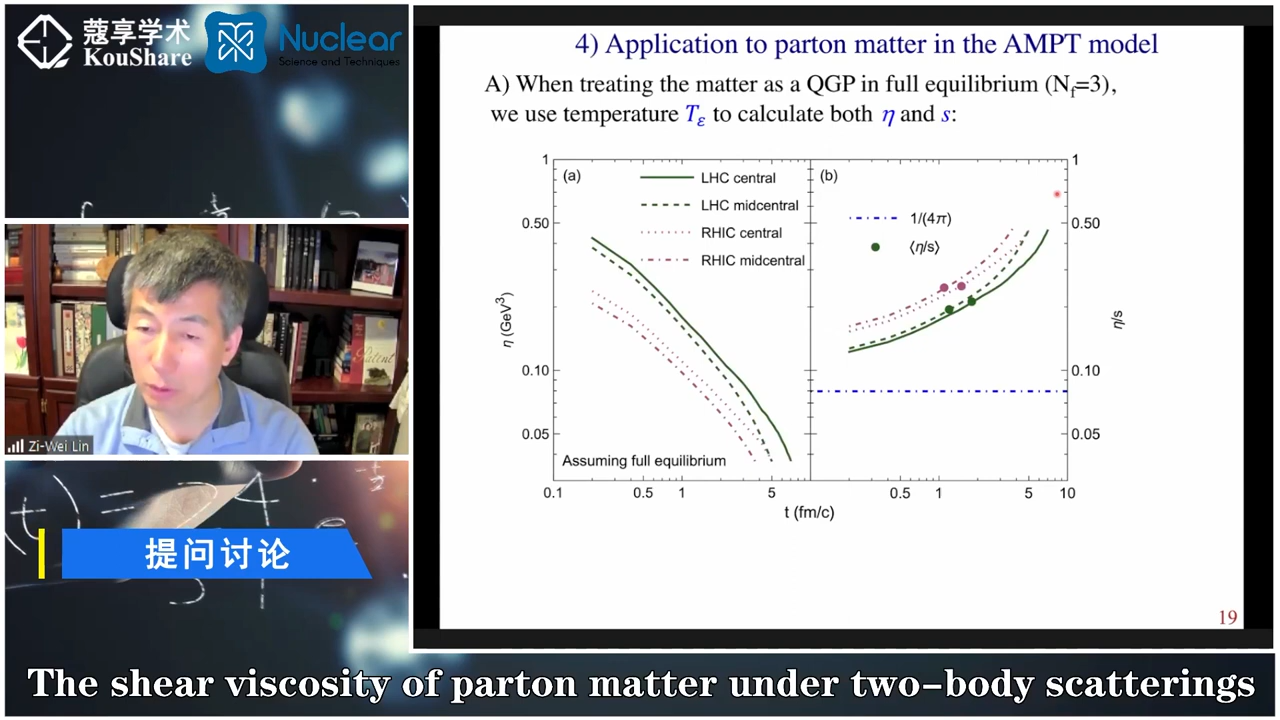 蔻享学术
KouShare
Nuclear
Science and Techniques
Zi-Wei Lin
Patent
提问讨论
4) Application to parton matter in the AMPT model
A) When treating the matter as a QGP in full equilibrium (Nf=3),
we use temperature Tε to calculate both η and s:
(a)
LHC central
LHC midcentral
RHIC central
RHIC midcentral
Assuming full equilibrium
η (GeV³)
1
0.50
0.10
0.05
0.1
0.5
1
5
(b)
1/(4π)
⟨η/s⟩
1
0.50
0.10
0.05
η/s
0.5
1
5
10
t (fm/c)
19
The shear viscosity of parton matter under two-body scatterings